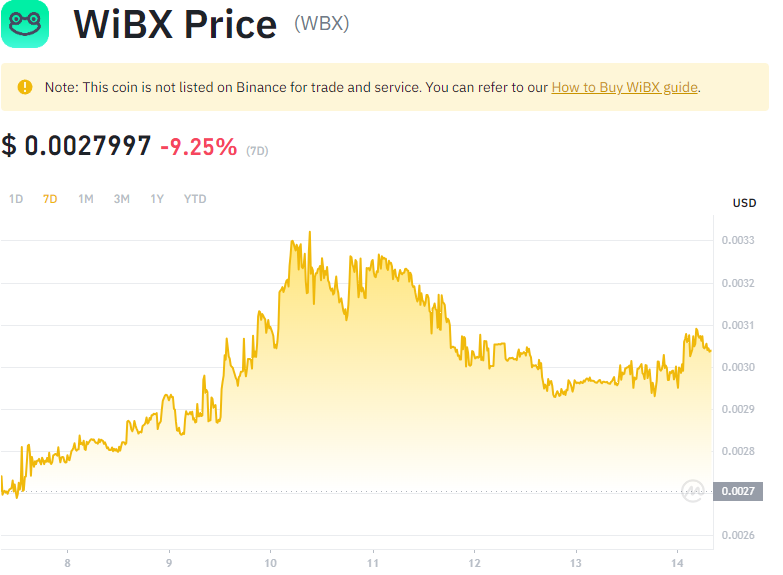 WiBX Price (WBX)
Note: This coin is not listed on Binance for trade and service. You can refer to our How to Buy WiBX guide.
$ 0.0027997 -9.25% (7D)
1D 7D 1M 3M 1Y YTD
USD
0.0033
0.0032
0.0031
0.0030
0.0029
0.0028
0.0027
0.0026
8 9 10 11 12 13 14